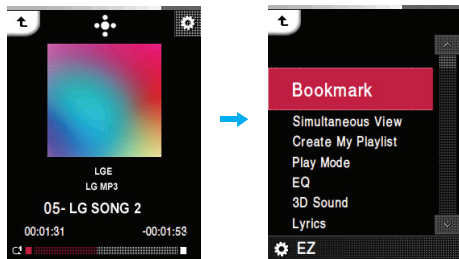 LGE
LG MP3
05- LG SONG 2
00:01:31
-00:01:53
Bookmark
Simultaneous View
Create My Playlist
Play Mode
EQ
3D Sound
Lyrics
EZ